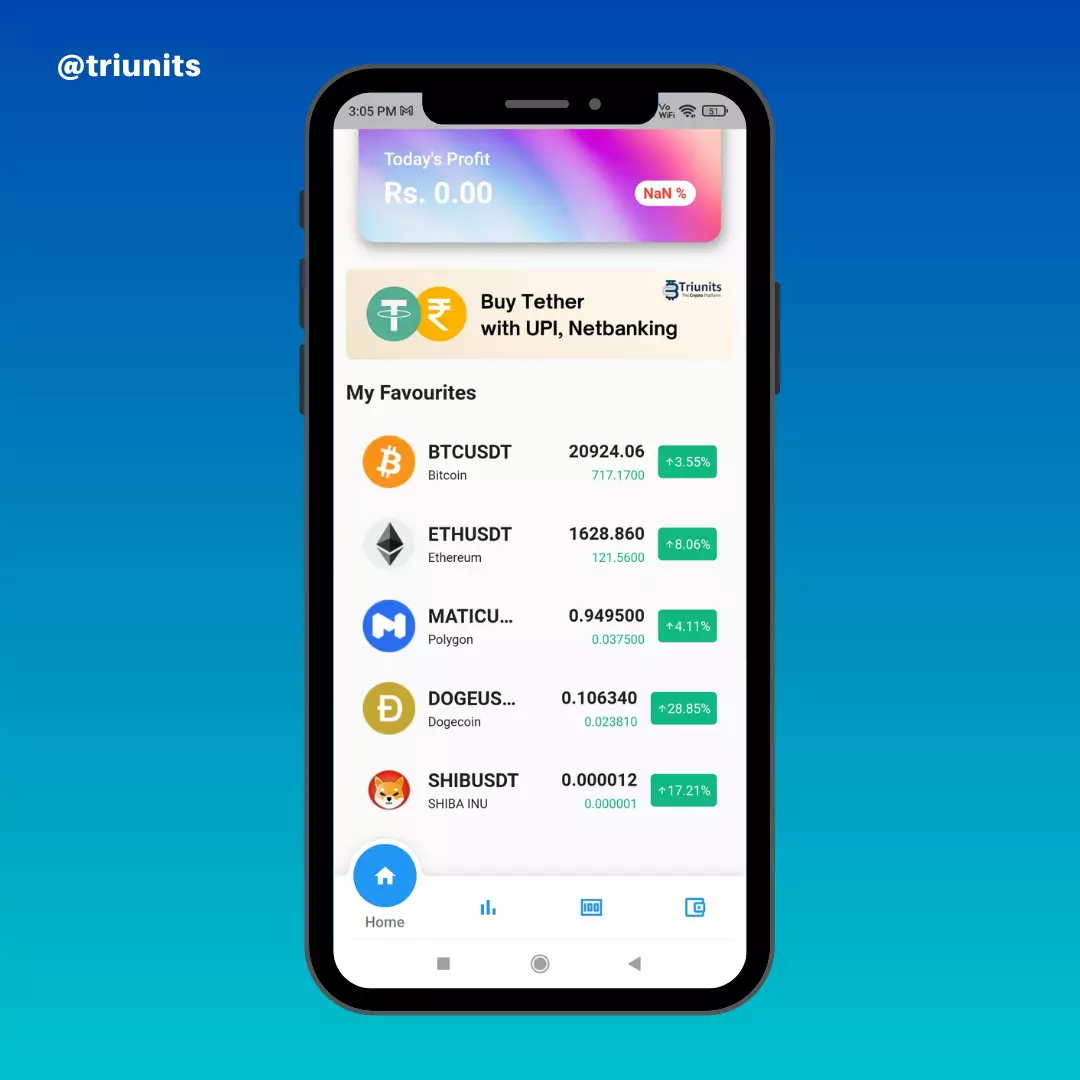 @triunits
3:05 PM
Vo
WiFi
51
Today's Profit
Rs. 0.00
NaN %
Triunits
The Crypto Platform
Buy Tether
with UPI, Netbanking
My Favourites
BTCUSDT 20924.06 ↑3.55%
Bitcoin 717.1700
ETHUSDT 1628.860 ↑8.06%
Ethereum 121.5600
MATICU... 0.949500 ↑4.11%
Polygon 0.037500
DOGEUS... 0.106340 ↑28.85%
Dogecoin 0.023810
SHIBUSDT 0.000012 ↑17.21%
SHIBA INU 0.000001
100
Home